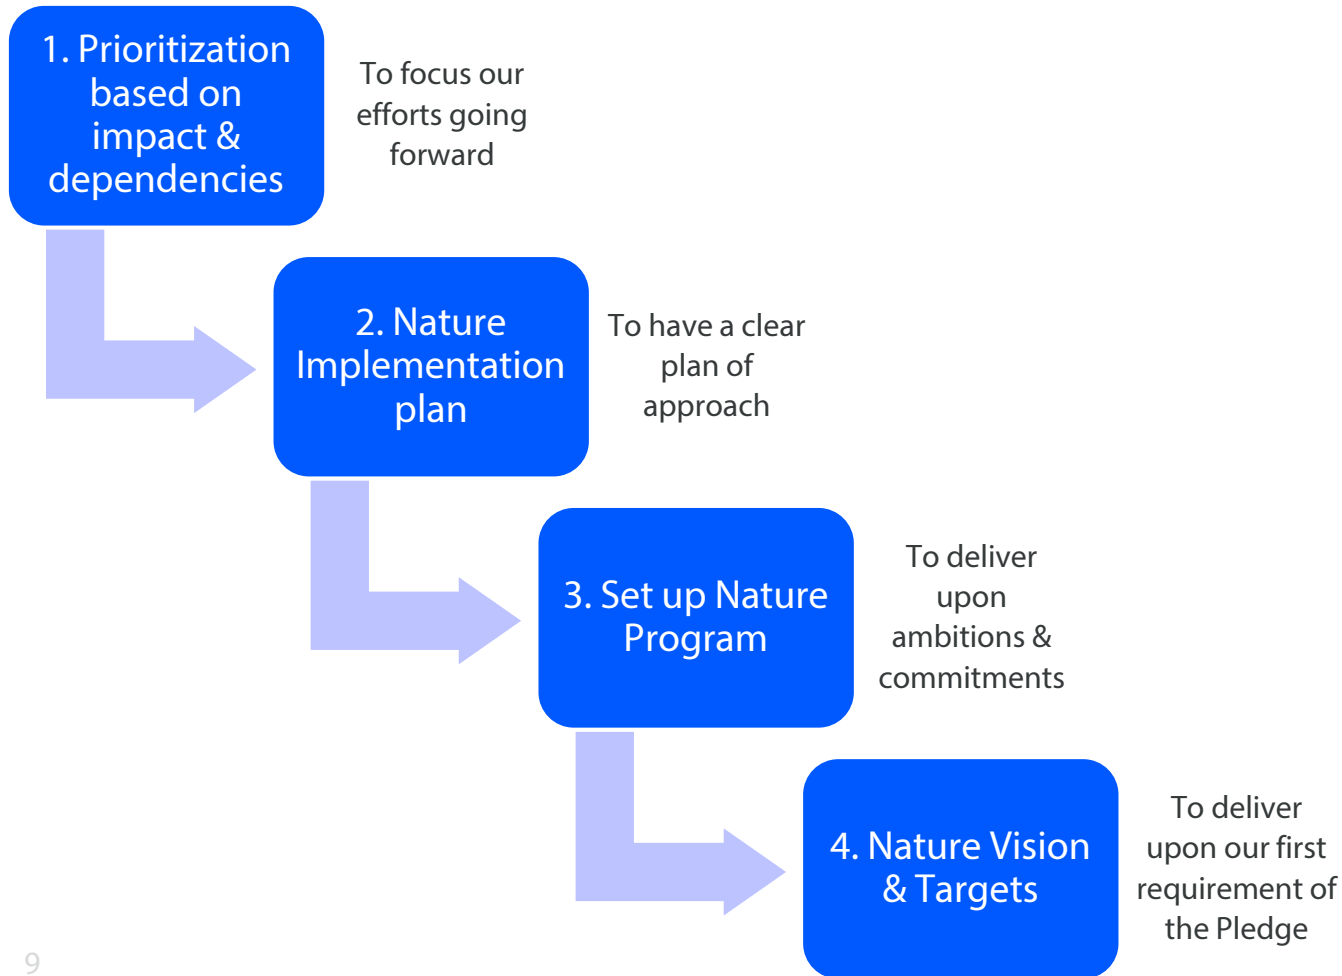 1. Prioritization
based on
impact &
dependencies
To focus our
efforts going
forward
2. Nature
Implementation
plan
To have a clear
plan of
approach
3. Set up Nature
Program
To deliver
upon
ambitions &
commitments
4. Nature Vision
& Targets
To deliver
upon our first
requirement of
the Pledge
9